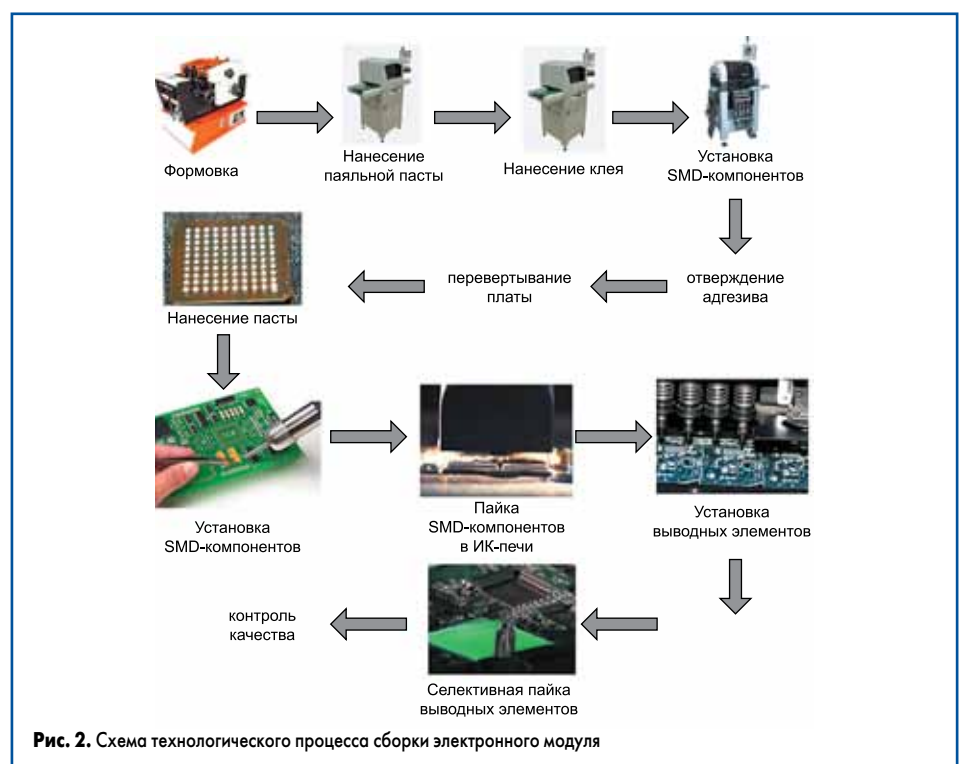 Формовка
Нанесение
паяльной пасты
Нанесение клея
Установка
SMD-компонентов
отверждение
адгезива
перевертывание
платы
Нанесение пасты
Установка
SMD-компонентов
Пайка
SMD-компонентов
в ИК-печи
Установка
выводных элементов
Селективная пайка
выводных элементов
контроль
качества
Рис. 2. Схема технологического процесса сборки электронного модуля